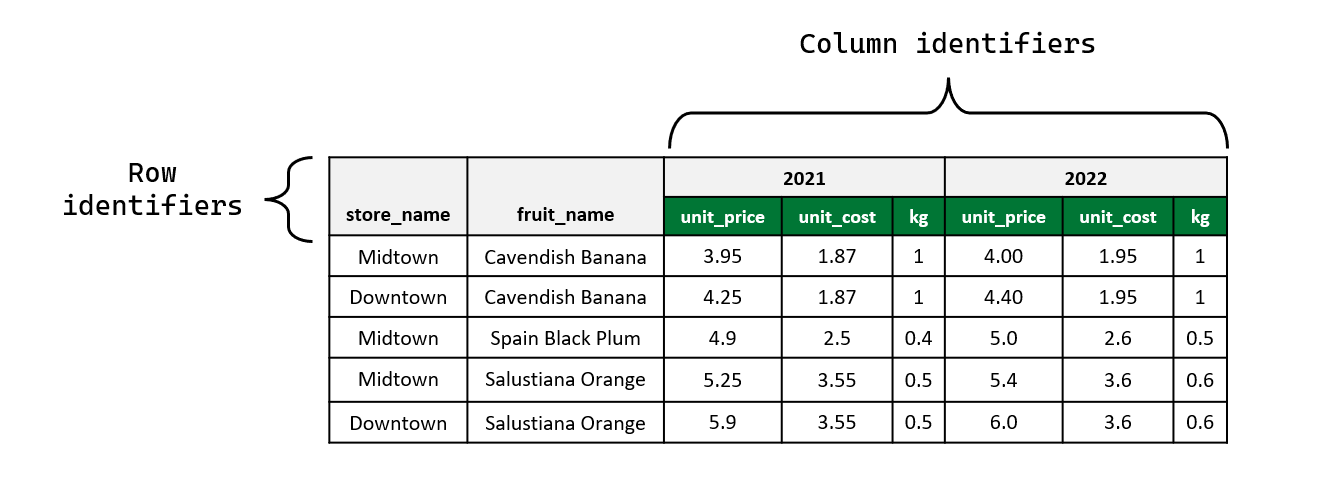 Column identifiers
Row
identifiers
2021 2022
store_name fruit_name unit_price unit_cost kg unit_price unit_cost kg
Midtown Cavendish Banana 3.95 1.87 1 4.00 1.95 1
Downtown Cavendish Banana 4.25 1.87 1 4.40 1.95 1
Midtown Spain Black Plum 4.9 2.5 0.4 5.0 2.6 0.5
Midtown Salustiana Orange 5.25 3.55 0.5 5.4 3.6 0.6
Downtown Salustiana Orange 5.9 3.55 0.5 6.0 3.6 0.6